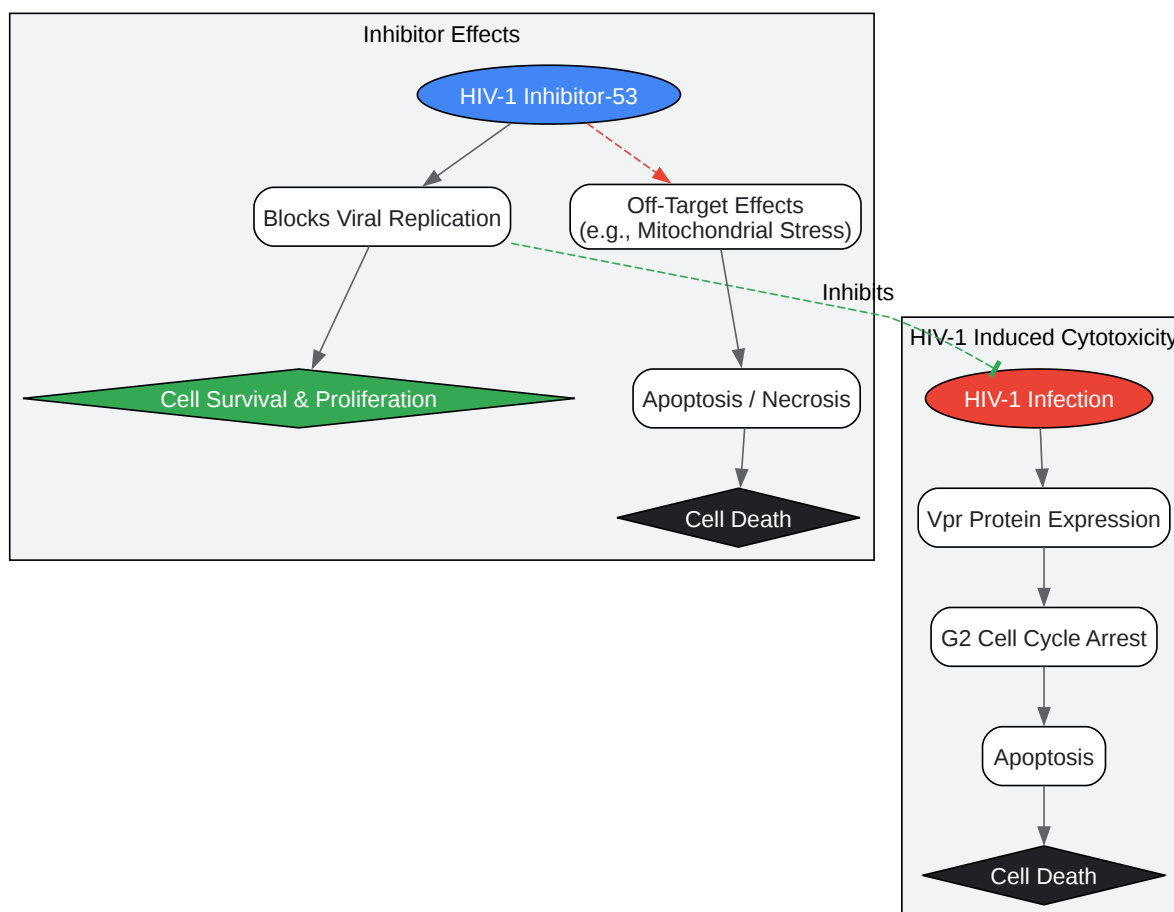 Inhibitor Effects
HIV-1 Inhibitor-53
Blocks Viral Replication
Off-Target Effects
(e.g., Mitochondrial Stress)
Inhibits
HIV-1 Induced Cytotoxicity
Cell Survival & Proliferation
Apoptosis / Necrosis
HIV-1 Infection
Cell Death
Vpr Protein Expression
G2 Cell Cycle Arrest
Apoptosis
Cell Death